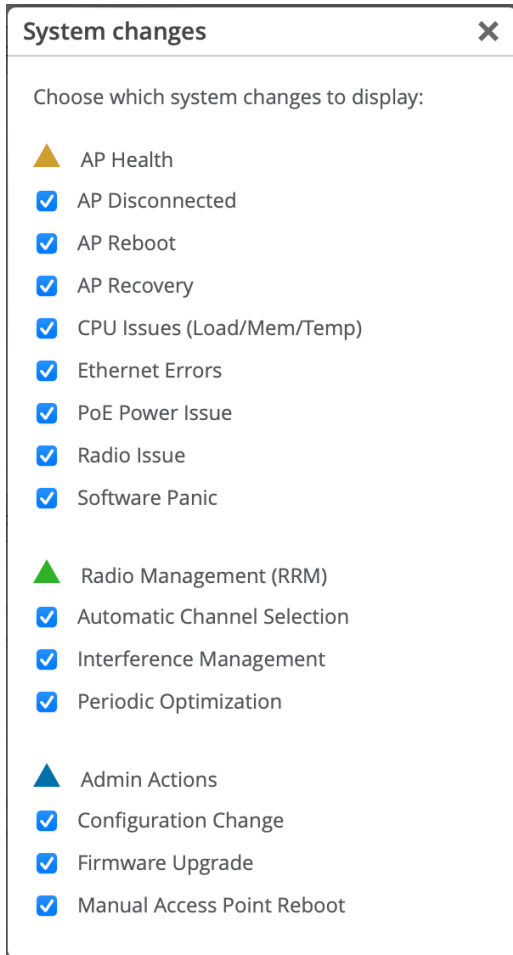 System changes
Choose which system changes to display:
AP Health
AP Disconnected
AP Reboot
AP Recovery
CPU Issues (Load/Mem/Temp)
Ethernet Errors
PoE Power Issue
Radio Issue
Software Panic
Radio Management (RRM)
Automatic Channel Selection
Interference Management
Periodic Optimization
Admin Actions
Configuration Change
Firmware Upgrade
Manual Access Point Reboot